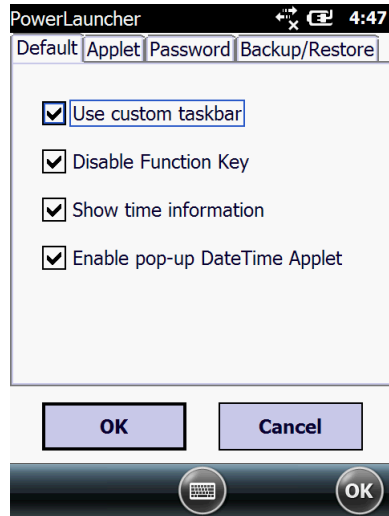 PowerLauncher 4:47
Default Applet Password Backup/Restore
Use custom taskbar
Disable Function Key
Show time information
Enable pop-up DateTime Applet
OK Cancel
OK